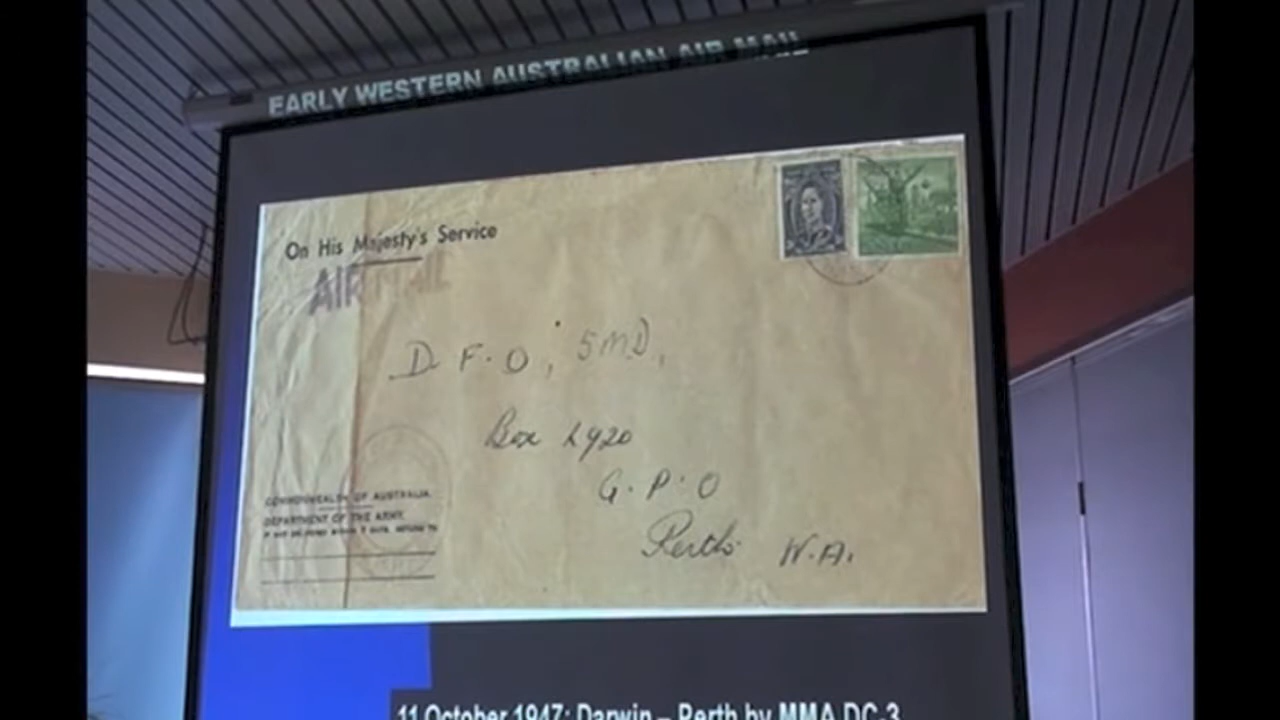 EARLY WESTERN AUSTRALIAN AIR MAIL
On His Majesty's Service
AIR MAIL
D.F.O., 5MD,
Box L920
G.P.O
Perth W.A.
COMMONWEALTH OF AUSTRALIA.
DEPARTMENT OF THE ARMY.
11 October 1947: Darwin – Perth by MMA DC-3